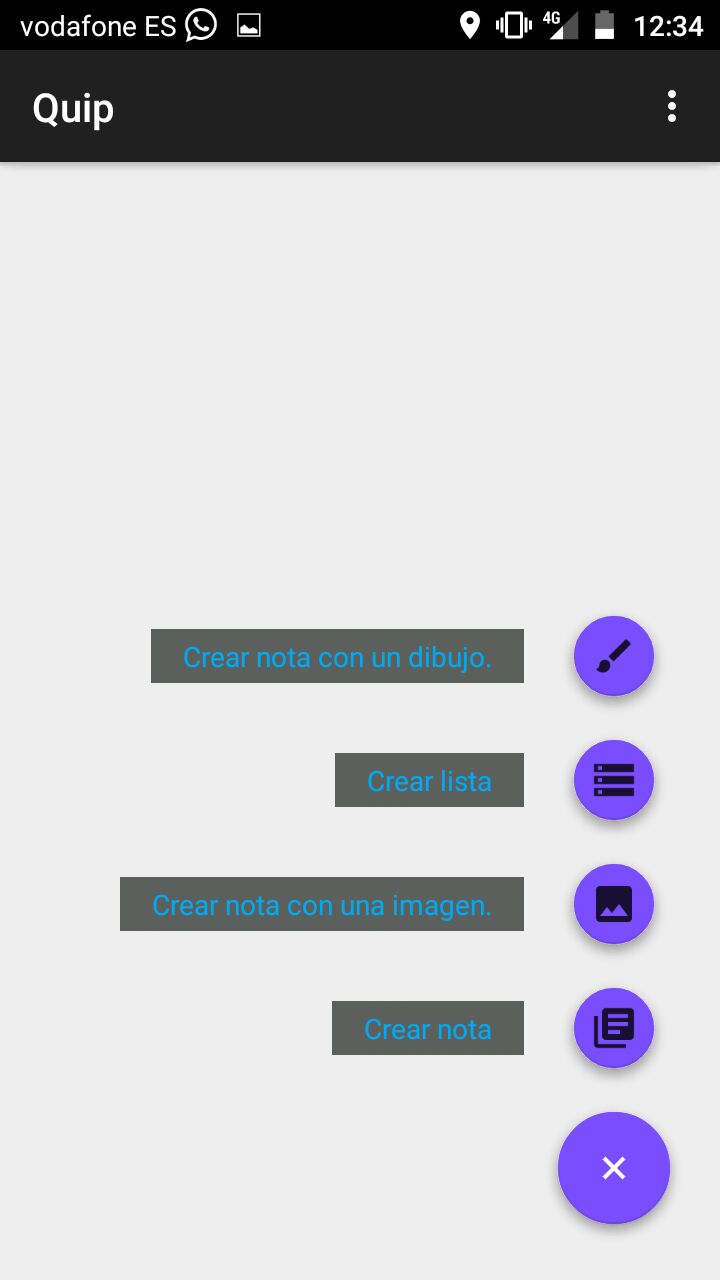 vodafone ES 4G 12:34
Quip
Crear nota con un dibujo.
Crear lista
Crear nota con una imagen.
Crear nota